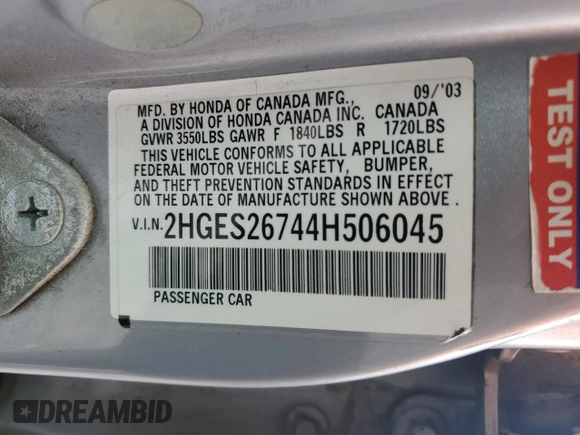 MFD. BY HONDA OF CANADA MFG., 09/'03
A DIVISION OF HONDA CANADA INC. CANADA
GVWR 3550LBS GAWR F 1840LBS R 1720LBS
THIS VEHICLE CONFORMS TO ALL APPLICABLE
FEDERAL MOTOR VEHICLE SAFETY, BUMPER,
AND THEFT PREVENTION STANDARDS IN EFFECT
ON THE DATE OF MANUFACTURE SHOWN ABOVE.
V.I.N. 2HGES26744H506045
PASSENGER CAR
TEST ONLY
DREAMBID